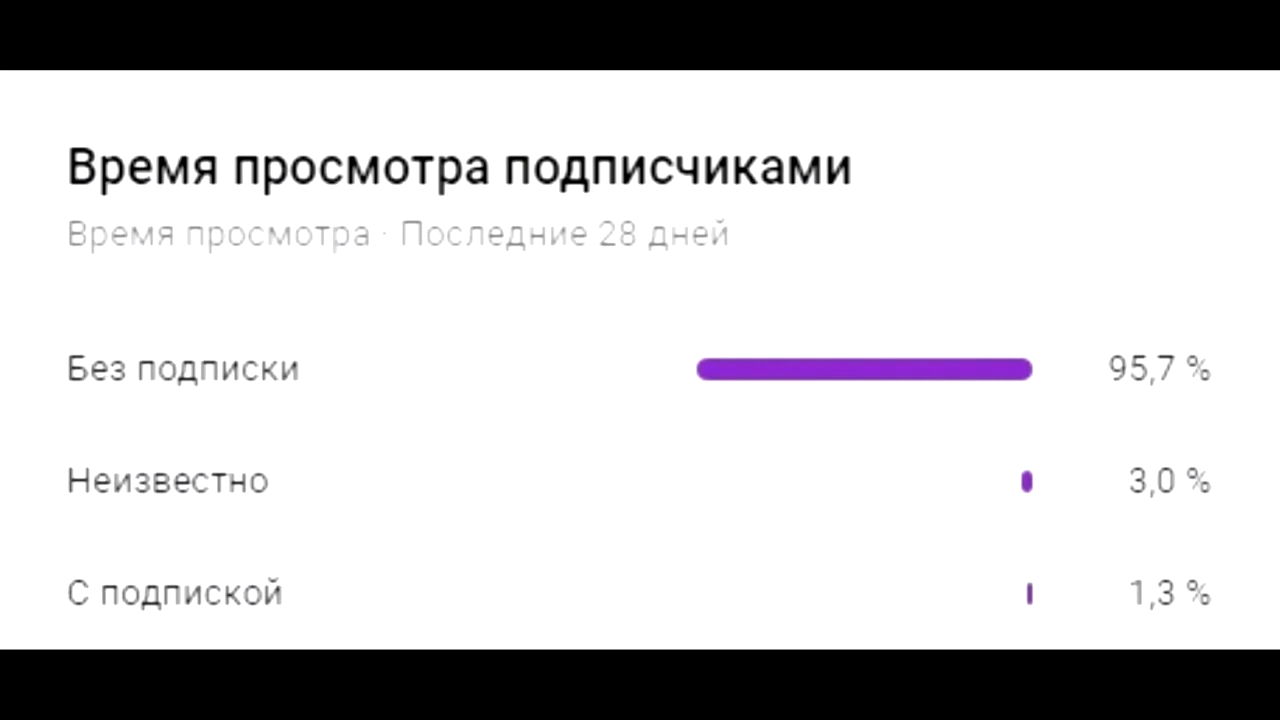 Время просмотра подписчиками
Время просмотра · Последние 28 дней
Без подписки 95,7 %
Неизвестно 3,0 %
С подпиской 1,3 %